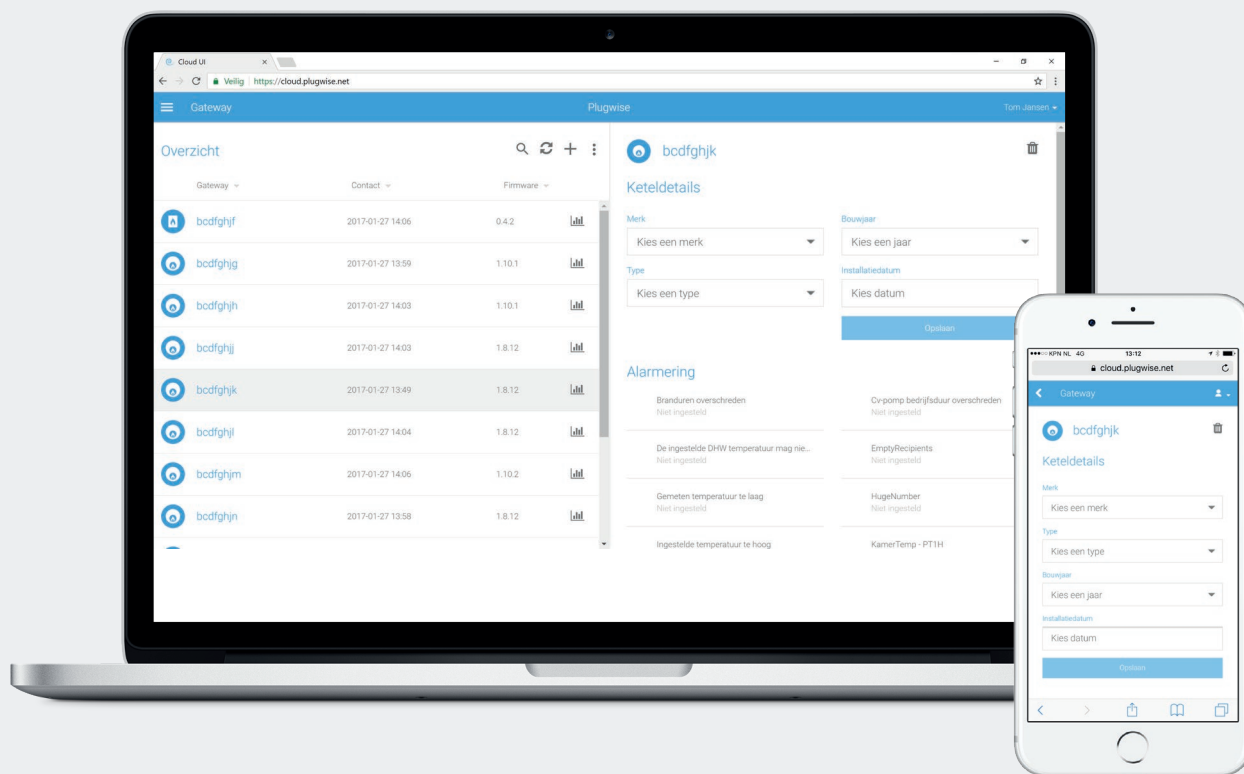 Cloud UI
Veilig https://cloud.plugwise.net
Gateway Plugwise Tom Jansen
Overzicht
Gateway Contact Firmware
bcdfghjf 2017-01-27 14:06 0.4.2
bcdfghjg 2017-01-27 13:59 1.10.1
bcdfghjh 2017-01-27 14:03 1.10.1
bcdfghjj 2017-01-27 14:03 1.8.12
bcdfghjk 2017-01-27 13:49 1.8.12
bcdfghjl 2017-01-27 14:04 1.8.12
bcdfghjm 2017-01-27 14:06 1.10.2
bcdfghjn 2017-01-27 13:58 1.8.12
bcdfghjk
Keteldetails
Merk Bouwjaar
Kies een merk Kies een jaar
Type Installatiedatum
Kies een type Kies datum
Opslaan
Alarmering
Branduren overschreden Cv-pomp bedrijfsduur overschreden
Niet ingesteld Niet ingesteld
De ingestelde DHW temperatuur mag nie... EmptyRecipients
Niet ingesteld Niet ingesteld
Gemeten temperatuur te laag HugeNumber
Niet ingesteld Niet ingesteld
Ingestelde temperatuur te hoog KamerTemp - PT1H
KPN NL 4G 13:12
cloud.plugwise.net
Gateway
bcdfghjk
Keteldetails
Merk
Kies een merk
Type
Kies een type
Bouwjaar
Kies een jaar
Installatiedatum
Kies datum
Opslaan